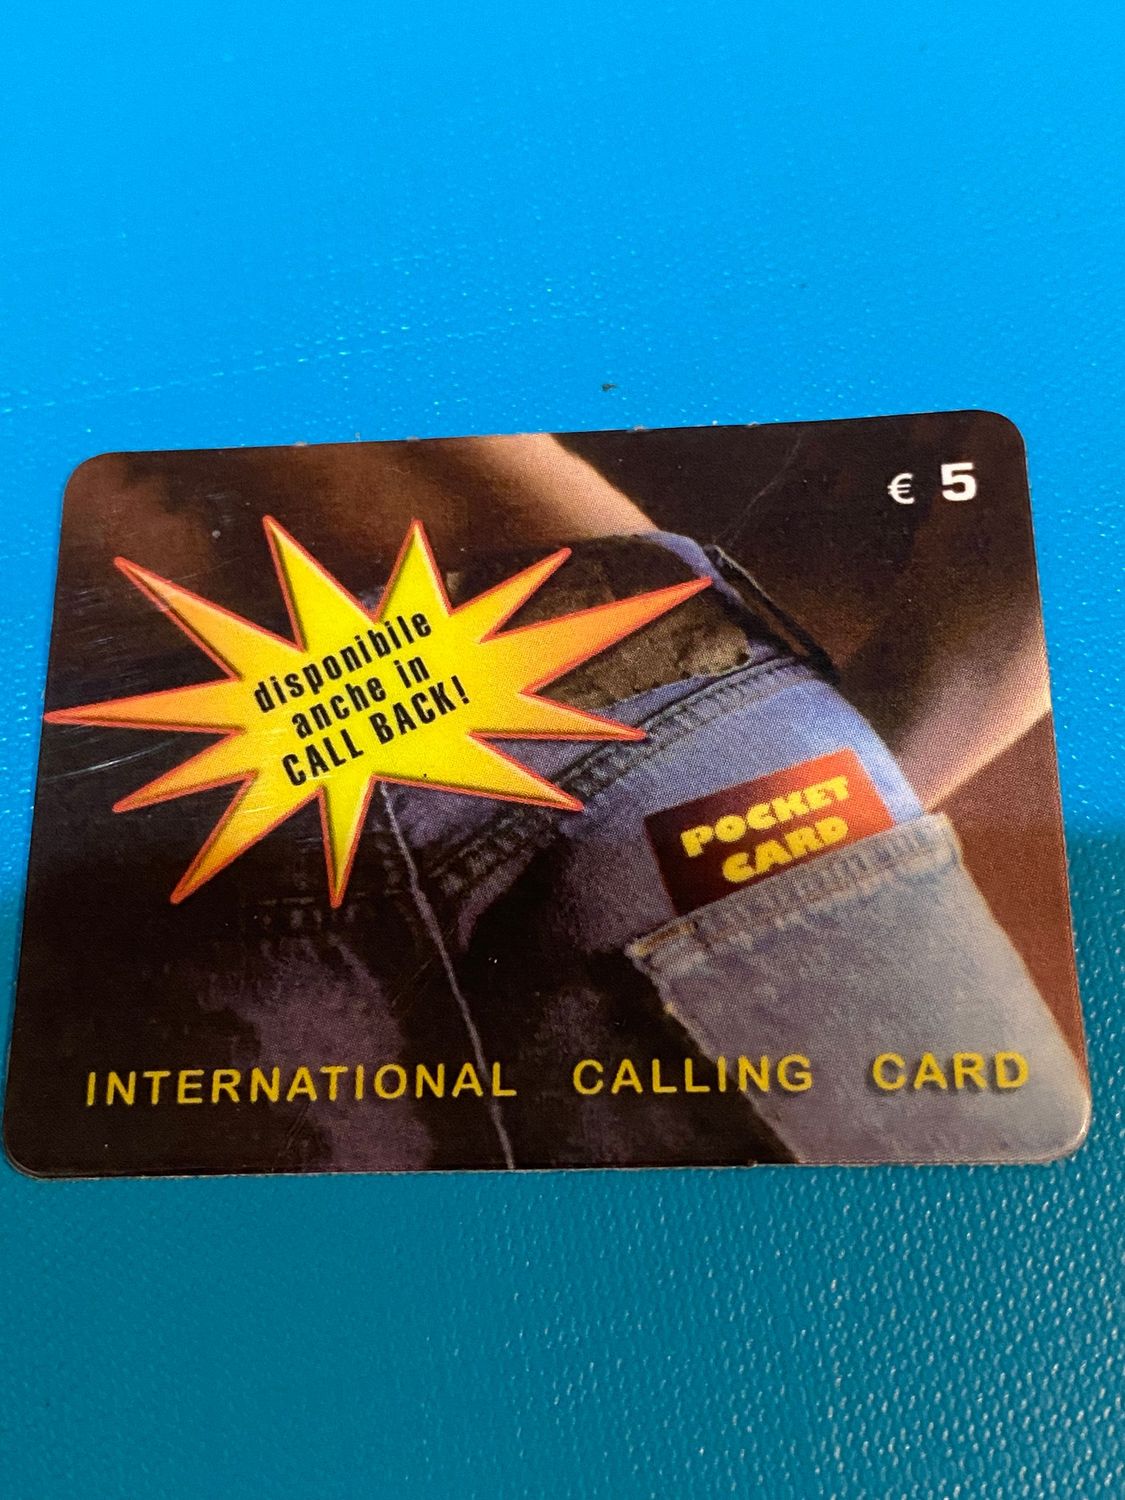 € 5
disponibile
anche in
CALL BACK!
POCKET
CARD
INTERNATIONAL CALLING CARD